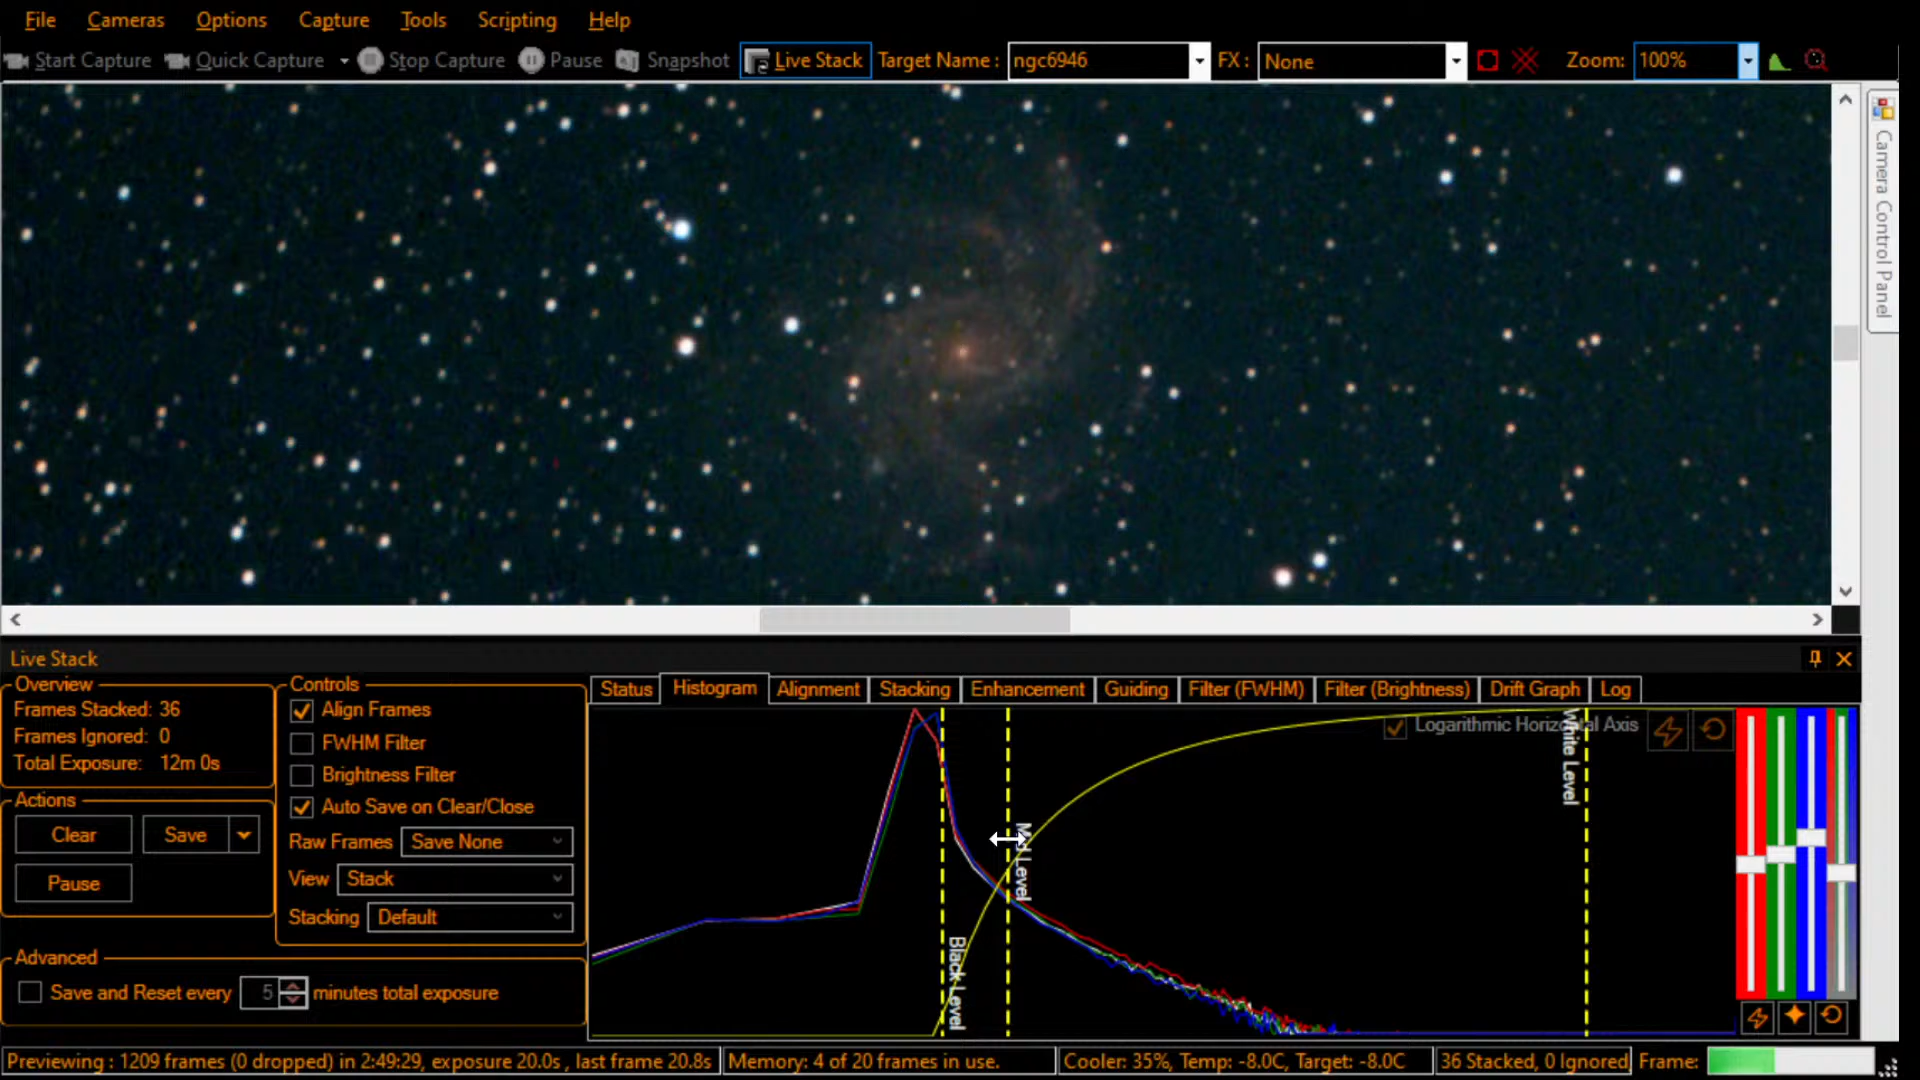 File Cameras Options Capture Tools Scripting Help
Start Capture Quick Capture Stop Capture Pause Snapshot Live Stack Target Name : ngc6946 FX : None Zoom: 100%
Camera Control Panel
Live Stack
Overview
Frames Stacked: 36
Frames Ignored: 0
Total Exposure: 12m 0s
Actions
Clear Save
Pause
Controls
Align Frames
FWHM Filter
Brightness Filter
Auto Save on Clear/Close
Raw Frames Save None
View Stack
Stacking Default
Advanced
Save and Reset every 5 minutes total exposure
Status Histogram Alignment Stacking Enhancement Guiding Filter (FWHM) Filter (Brightness) Drift Graph Log
Logarithmic Horizontal Axis
Black Level
Mid Level
White Level
Previewing : 1209 frames (0 dropped) in 2:49:29, exposure 20.0s , last frame 20.8s Memory: 4 of 20 frames in use. Cooler: 35%, Temp: -8.0C, Target: -8.0C 36 Stacked, 0 Ignored Frame: